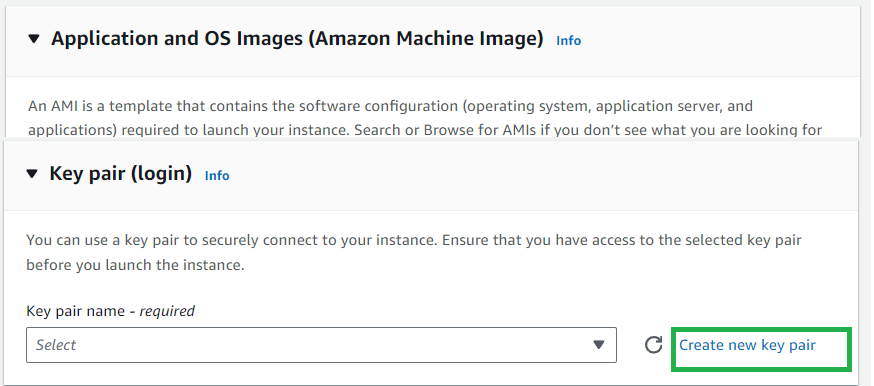 Application and OS Images (Amazon Machine Image) Info
An AMI is a template that contains the software configuration (operating system, application server, and
applications) required to launch your instance. Search or Browse for AMIs if you don’t see what you are looking for
Key pair (login) Info
You can use a key pair to securely connect to your instance. Ensure that you have access to the selected key pair
before you launch the instance.
Key pair name - required
Select
Create new key pair